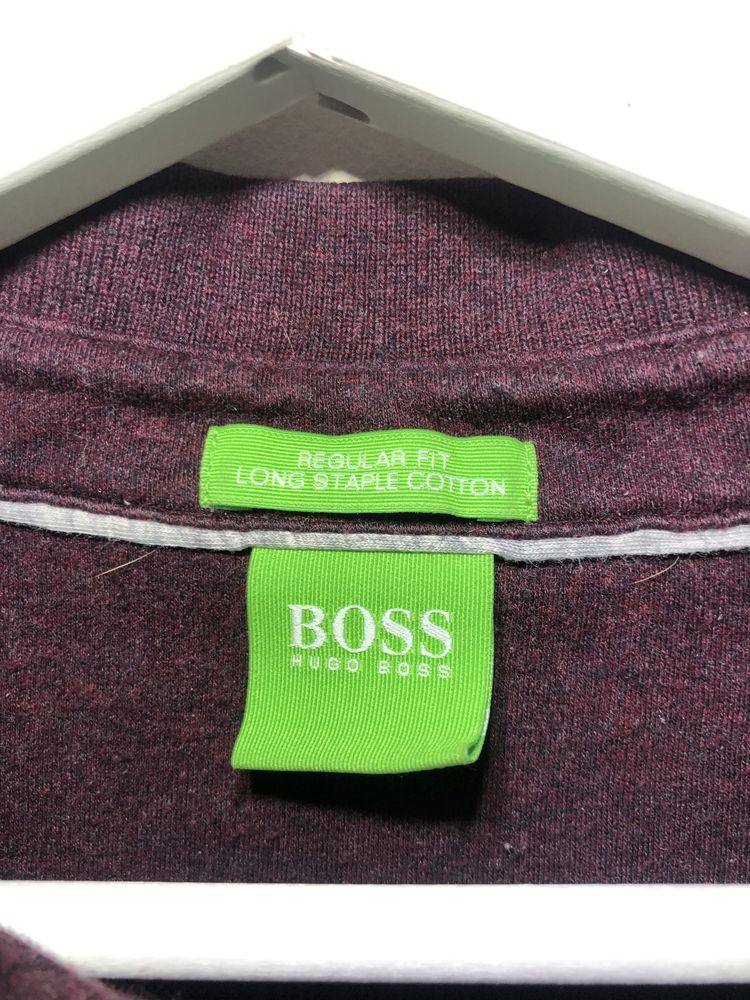 REGULAR FIT
LONG STAPLE COTTON
BOSS
HUGO BOSS